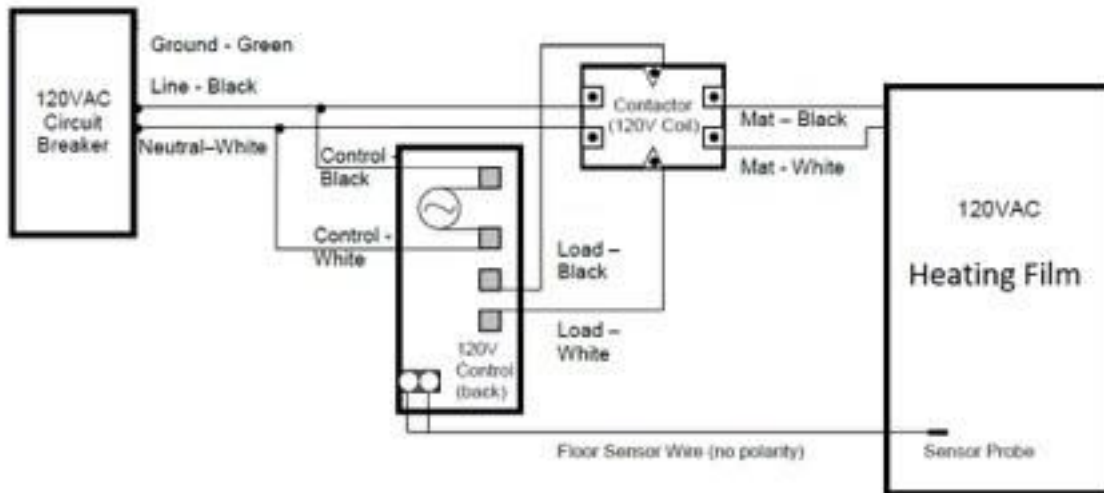 Ground - Green
Line - Black
120VAC
Circuit
Breaker
Neutral–White
Control -
Black
Control -
White
Contactor
(120V Coil)
Mat – Black
Mat - White
Load –
Black
Load –
White
120V
Control
(back)
120VAC
Heating Film
Floor Sensor Wire (no polarity)
Sensor Probe